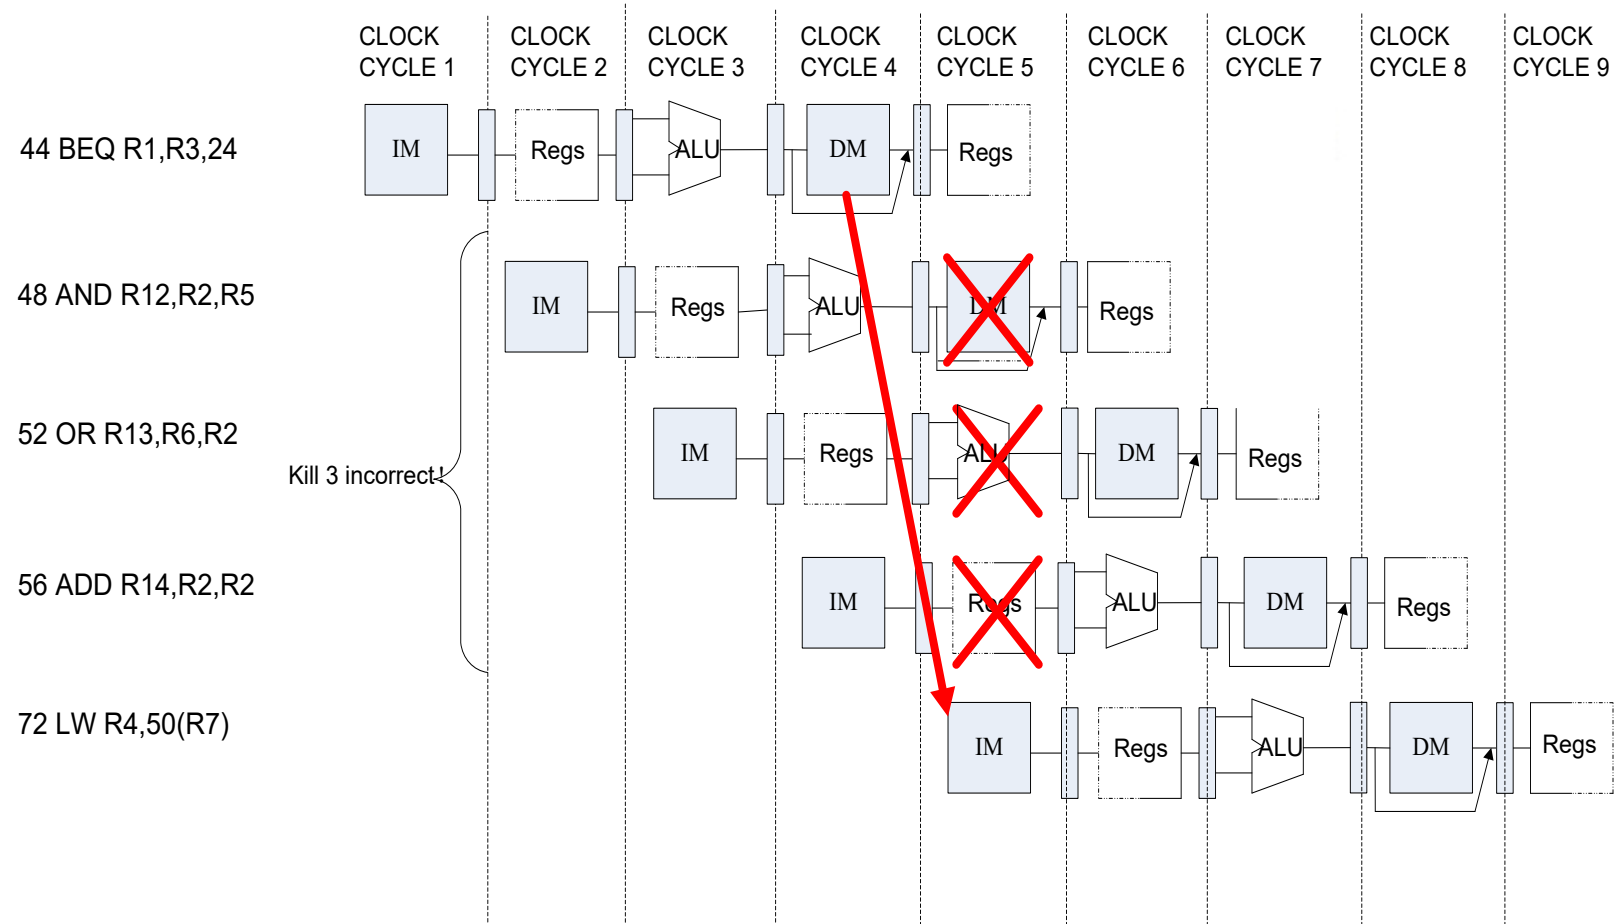 CLOCK CYCLE 1
CLOCK CYCLE 2
CLOCK CYCLE 3
CLOCK CYCLE 4
CLOCK CYCLE 5
CLOCK CYCLE 6
CLOCK CYCLE 7
CLOCK CYCLE 8
CLOCK CYCLE 9
44 BEQ R1,R3,24
IM Regs ALU DM Regs
48 AND R12,R2,R5
IM Regs ALU DM Regs
52 OR R13,R6,R2
IM Regs ALU DM Regs
Kill 3 incorrect!
56 ADD R14,R2,R2
IM Regs ALU DM Regs
72 LW R4,50(R7)
IM Regs ALU DM Regs